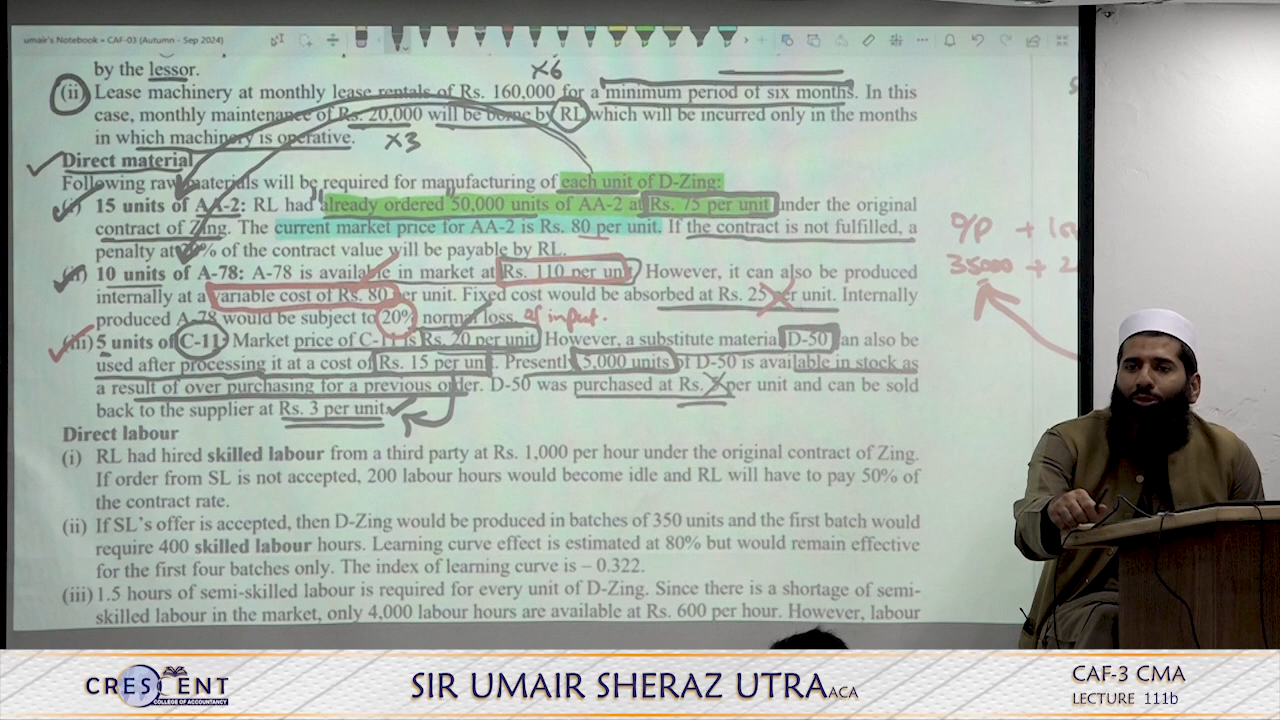 umair's Notebook » CAF-03 (Autumn - Sep 2024)
by the lessor.
×6
(ii) Lease machinery at monthly lease rentals of Rs. 160,000 for a minimum period of six months. In this
case, monthly maintenance of Rs. 20,000 will be borne by RL which will be incurred only in the months
in which machinery is operative.
×3
Direct material
Following raw materials will be required for manufacturing of each unit of D-Zing:
(i) 15 units of AA-2: RL had already ordered 50,000 units of AA-2 at Rs. 75 per unit under the original
contract of Zing. The current market price for AA-2 is Rs. 80 per unit. If the contract is not fulfilled, a
penalty at % of the contract value will be payable by RL.
O/P +
35000 + 2
(ii) 10 units of A-78: A-78 is available in market at Rs. 110 per unit. However, it can also be produced
internally at a variable cost of Rs. 80 per unit. Fixed cost would be absorbed at Rs. 25 per unit. Internally
produced A-78 would be subject to 20% normal loss. of input.
(iii) 5 units of C-11: Market price of C-11 is Rs. 20 per unit. However, a substitute material D-50 can also be
used after processing it at a cost of Rs. 15 per unit. Presently 5,000 units of D-50 is available in stock as
a result of over purchasing for a previous order. D-50 was purchased at Rs. per unit and can be sold
back to the supplier at Rs. 3 per unit.
Direct labour
(i) RL had hired skilled labour from a third party at Rs. 1,000 per hour under the original contract of Zing.
If order from SL is not accepted, 200 labour hours would become idle and RL will have to pay 50% of
the contract rate.
(ii) If SL's offer is accepted, then D-Zing would be produced in batches of 350 units and the first batch would
require 400 skilled labour hours. Learning curve effect is estimated at 80% but would remain effective
for the first four batches only. The index of learning curve is – 0.322.
(iii) 1.5 hours of semi-skilled labour is required for every unit of D-Zing. Since there is a shortage of semi-
skilled labour in the market, only 4,000 labour hours are available at Rs. 600 per hour. However, labour
CRESCENT
COLLEGE OF ACCOUNTANCY
SIR UMAIR SHERAZ UTRA ACA
CAF-3 CMA
LECTURE 111b